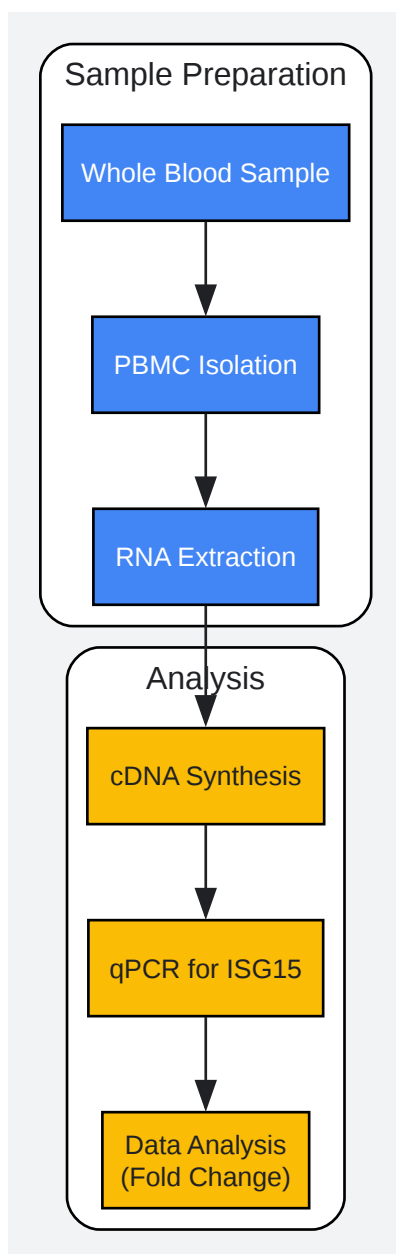 Sample Preparation
Whole Blood Sample
PBMC Isolation
RNA Extraction
Analysis
cDNA Synthesis
qPCR for ISG15
Data Analysis
(Fold Change)